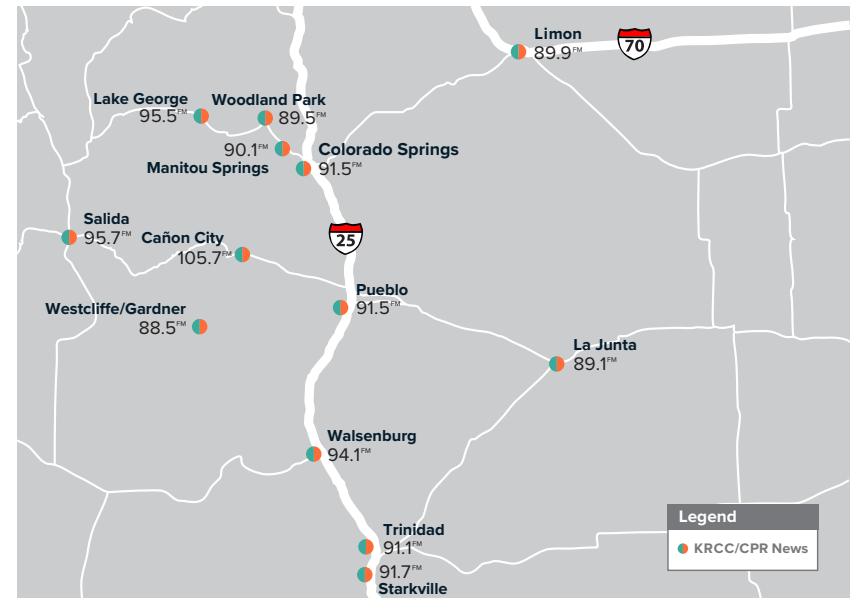 Limon
89.9FM
70
Lake George
95.5FM
Woodland Park
89.5FM
90.1FM
Manitou Springs
Colorado Springs
91.5FM
Salida
95.7FM
Cañon City
105.7FM
25
Pueblo
91.5FM
Westcliffe/Gardner
88.5FM
La Junta
89.1FM
Walsenburg
94.1FM
Trinidad
91.1FM
91.7FM
Starkville
Legend
KRCC/CPR News